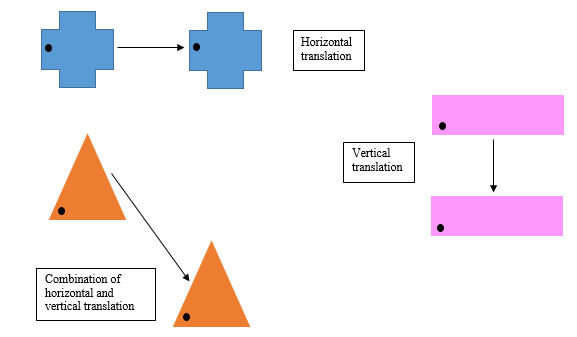 Horizontal
translation
Vertical
translation
Combination of
horizontal and
vertical translation